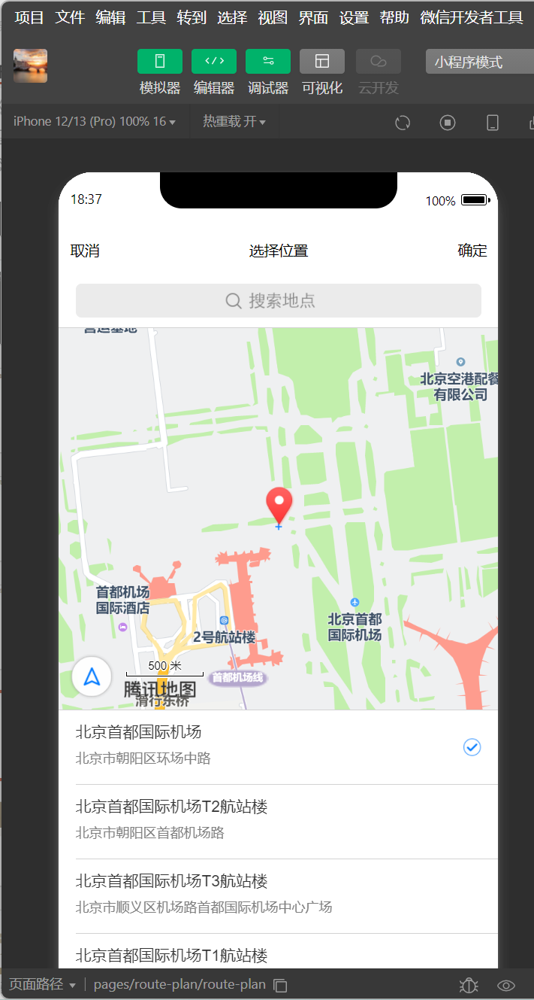 项目 文件 编辑 工具 转到 选择 视图 界面 设置 帮助 微信开发者工具
模拟器 编辑器 调试器 可视化 云开发 小程序模式
iPhone 12/13 (Pro) 100% 16 热重载 开
18:37 100%
取消 选择位置 确定
搜索地点
北京空港配餐
有限公司
首都机场
国际酒店
2号航站楼
北京首都
国际机场
500 米
首都机场线
腾讯地图
渭行东桥
北京首都国际机场
北京市朝阳区环场中路
北京首都国际机场T2航站楼
北京市朝阳区首都机场路
北京首都国际机场T3航站楼
北京市顺义区机场路首都国际机场中心广场
北京首都国际机场T1航站楼
页面路径 pages/route-plan/route-plan